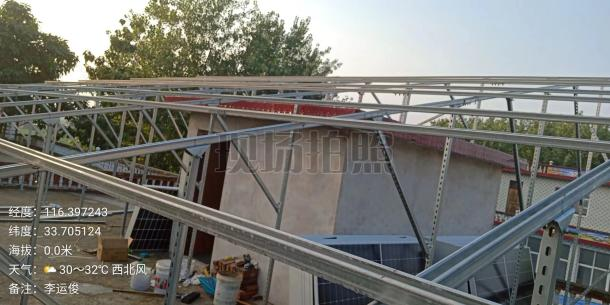 现场拍照
经度：116.397243
纬度：33.705124
海拔：0.0米
天气：30～32℃ 西北风
备注：李运俊